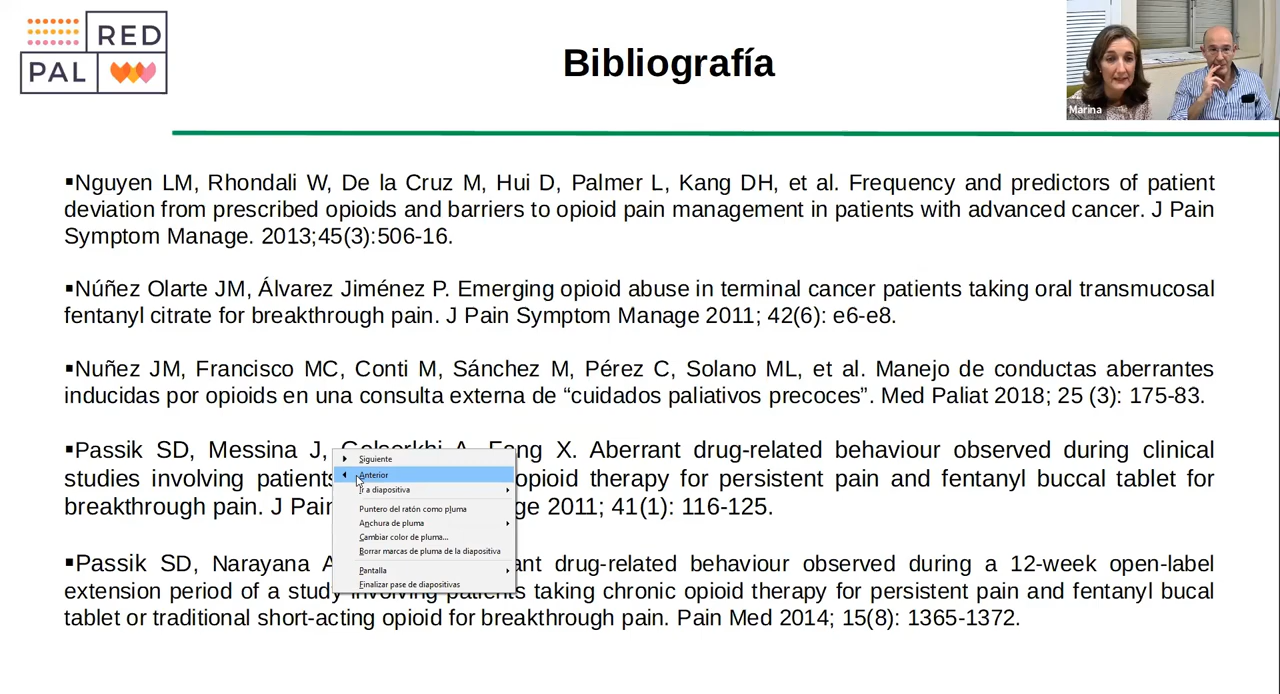 RED
PAL
Bibliografía
Marina
▪Nguyen LM, Rhondali W, De la Cruz M, Hui D, Palmer L, Kang DH, et al. Frequency and predictors of patient
deviation from prescribed opioids and barriers to opioid pain management in patients with advanced cancer. J Pain
Symptom Manage. 2013;45(3):506-16.
▪Núñez Olarte JM, Álvarez Jiménez P. Emerging opioid abuse in terminal cancer patients taking oral transmucosal
fentanyl citrate for breakthrough pain. J Pain Symptom Manage 2011; 42(6): e6-e8.
▪Nuñez JM, Francisco MC, Conti M, Sánchez M, Pérez C, Solano ML, et al. Manejo de conductas aberrantes
inducidas por opioids en una consulta externa de “cuidados paliativos precoces”. Med Paliat 2018; 25 (3): 175-83.
▪Passik SD, Messina J, Golsorkhi A, Fang X. Aberrant drug-related behaviour observed during clinical
studies involving patients opioid therapy for persistent pain and fentanyl buccal tablet for
breakthrough pain. J Pain 2011; 41(1): 116-125.
▪Passik SD, Narayana drug-related behaviour observed during a 12-week open-label
extension period of a study involving patients taking chronic opioid therapy for persistent pain and fentanyl bucal
tablet or traditional short-acting opioid for breakthrough pain. Pain Med 2014; 15(8): 1365-1372.
Siguiente
Anterior
Ir a diapositiva
Puntero del ratón como pluma
Anchura de pluma
Cambiar color de pluma...
Borrar marcas de pluma de la diapositiva
Pantalla
Finalizar pase de diapositivas